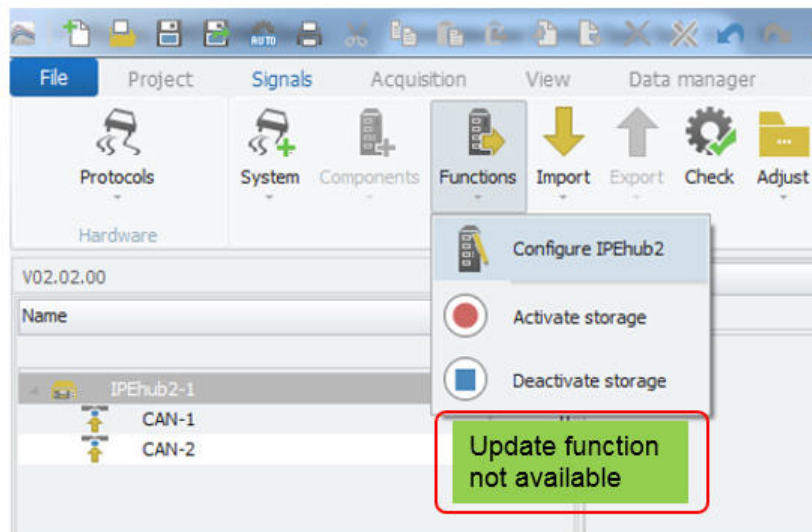 AUTO
File Project Signals Acquisition View Data manager
Protocols System Components Functions Import Export Check Adjust
Hardware
Configure IPEhub2
V02.02.00
Name
Activate storage
Deactivate storage
IPEhub2-1
CAN-1
CAN-2
Update function
not available